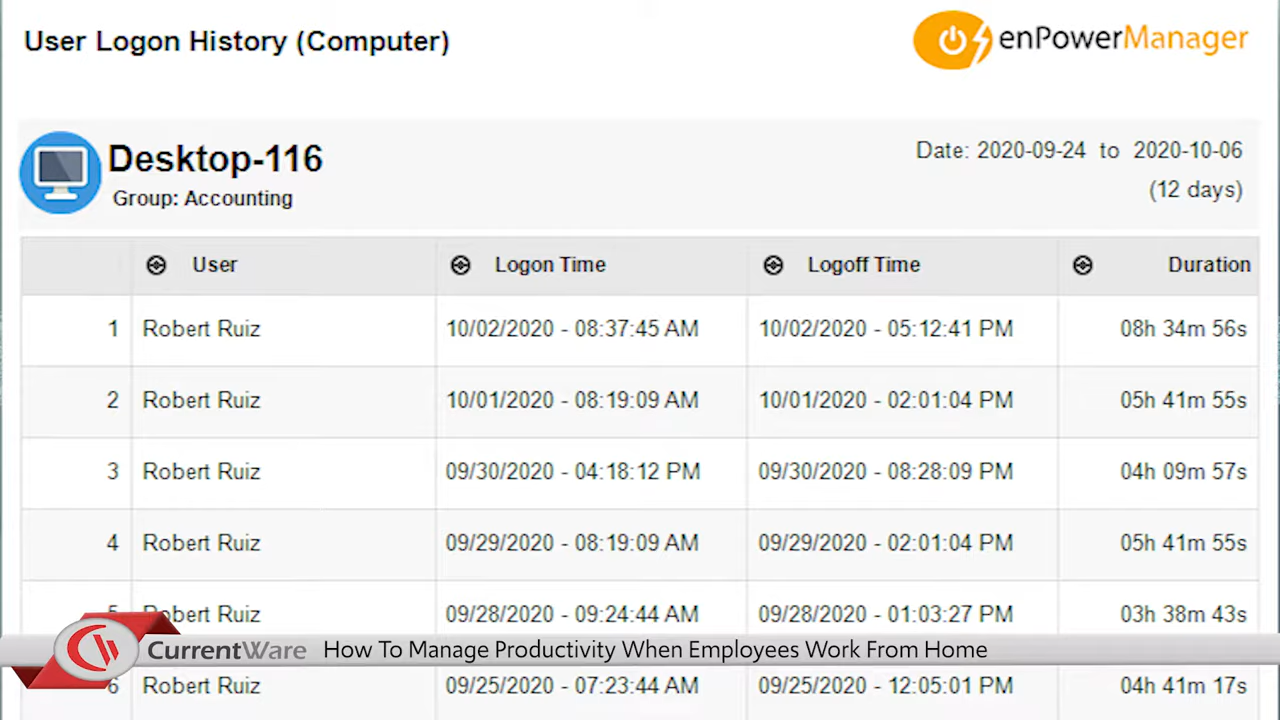 User Logon History (Computer)
enPowerManager
Desktop-116
Group: Accounting
Date: 2020-09-24 to 2020-10-06
(12 days)
User Logon Time Logoff Time Duration
1 Robert Ruiz 10/02/2020 - 08:37:45 AM 10/02/2020 - 05:12:41 PM 08h 34m 56s
2 Robert Ruiz 10/01/2020 - 08:19:09 AM 10/01/2020 - 02:01:04 PM 05h 41m 55s
3 Robert Ruiz 09/30/2020 - 04:18:12 PM 09/30/2020 - 08:28:09 PM 04h 09m 57s
4 Robert Ruiz 09/29/2020 - 08:19:09 AM 09/29/2020 - 02:01:04 PM 05h 41m 55s
5 Robert Ruiz 09/28/2020 - 09:24:44 AM 09/28/2020 - 01:03:27 PM 03h 38m 43s
CurrentWare How To Manage Productivity When Employees Work From Home
6 Robert Ruiz 09/25/2020 - 07:23:44 AM 09/25/2020 - 12:05:01 PM 04h 41m 17s